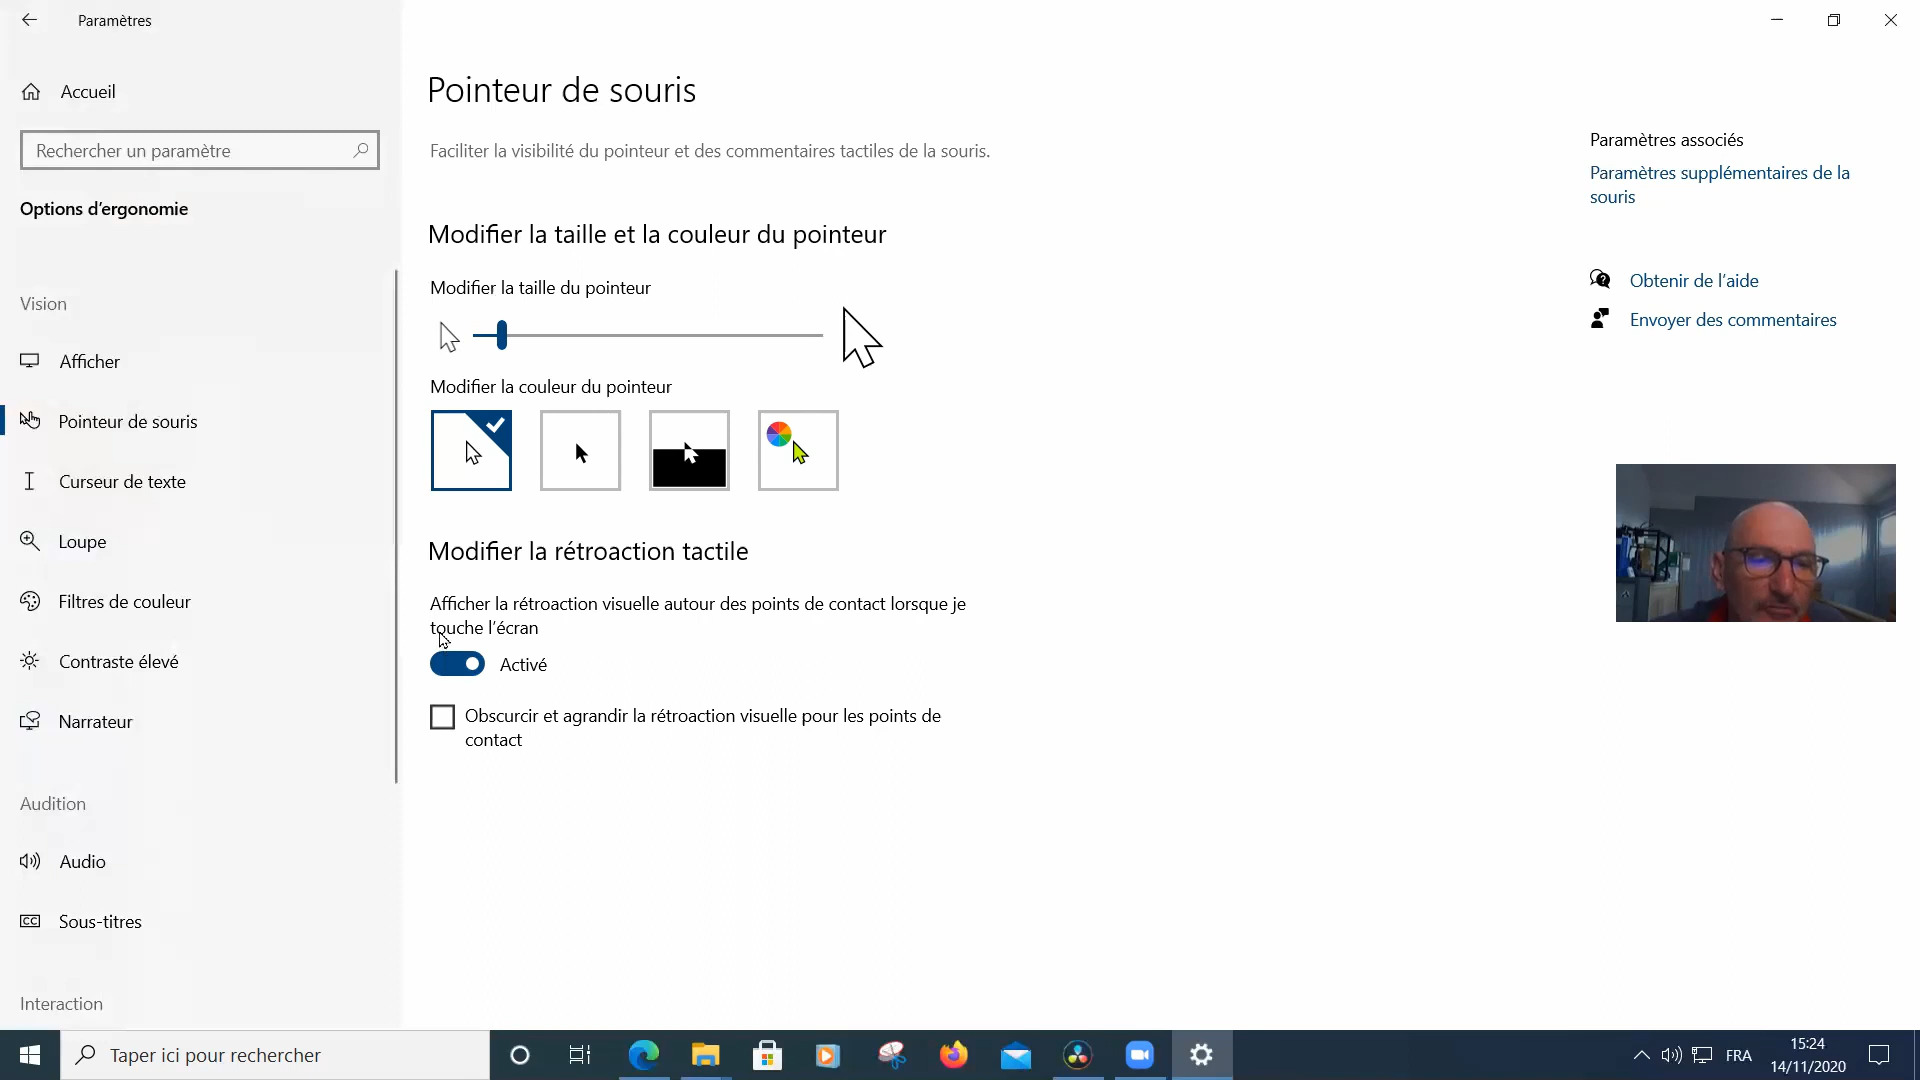 Paramètres
Accueil
Rechercher un paramètre
Options d'ergonomie
Vision
Afficher
Pointeur de souris
Curseur de texte
Loupe
Filtres de couleur
Contraste élevé
Narrateur
Audition
Audio
CC Sous-titres
Interaction
Pointeur de souris
Faciliter la visibilité du pointeur et des commentaires tactiles de la souris.
Modifier la taille et la couleur du pointeur
Modifier la taille du pointeur
Modifier la couleur du pointeur
Modifier la rétroaction tactile
Afficher la rétroaction visuelle autour des points de contact lorsque je
touche l'écran
Activé
Obscurcir et agrandir la rétroaction visuelle pour les points de
contact
Paramètres associés
Paramètres supplémentaires de la
souris
Obtenir de l'aide
Envoyer des commentaires
Taper ici pour rechercher
FRA
15:24
14/11/2020